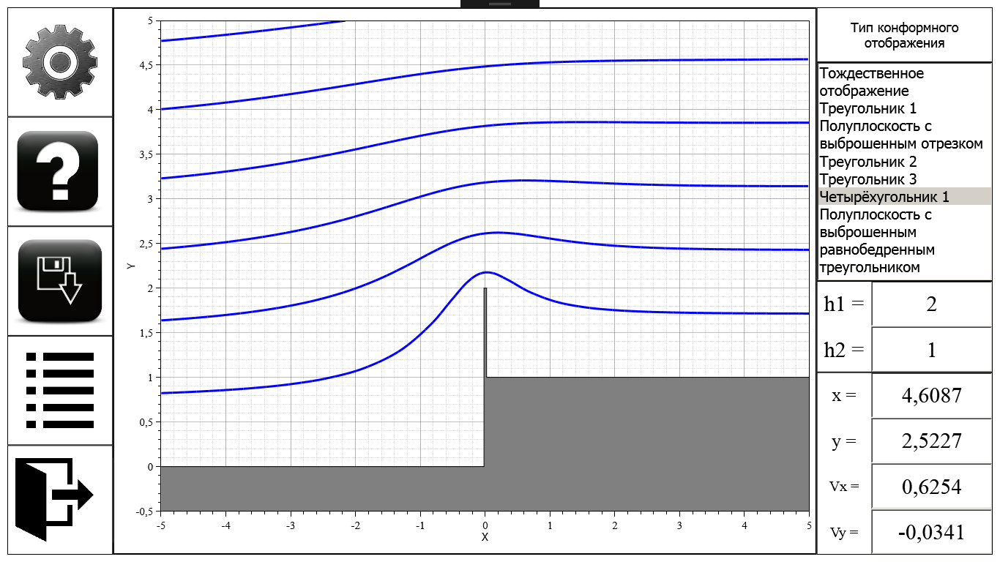 Тип конформного
отображения
Тождественное
отображение
Треугольник 1
Полуплоскость с
выброшенным отрезком
Треугольник 2
Треугольник 3
Четырёхугольник 1
Полуплоскость с
выброшенным
равнобедренным
треугольником
h1 = 2
h2 = 1
x = 4,6087
y = 2,5227
Vx = 0,6254
Vy = -0,0341
5
4,5
4
3,5
3
2,5
2
1,5
1
0,5
0
-0,5
Y
-5 -4 -3 -2 -1 0 1 2 3 4 5
X
?